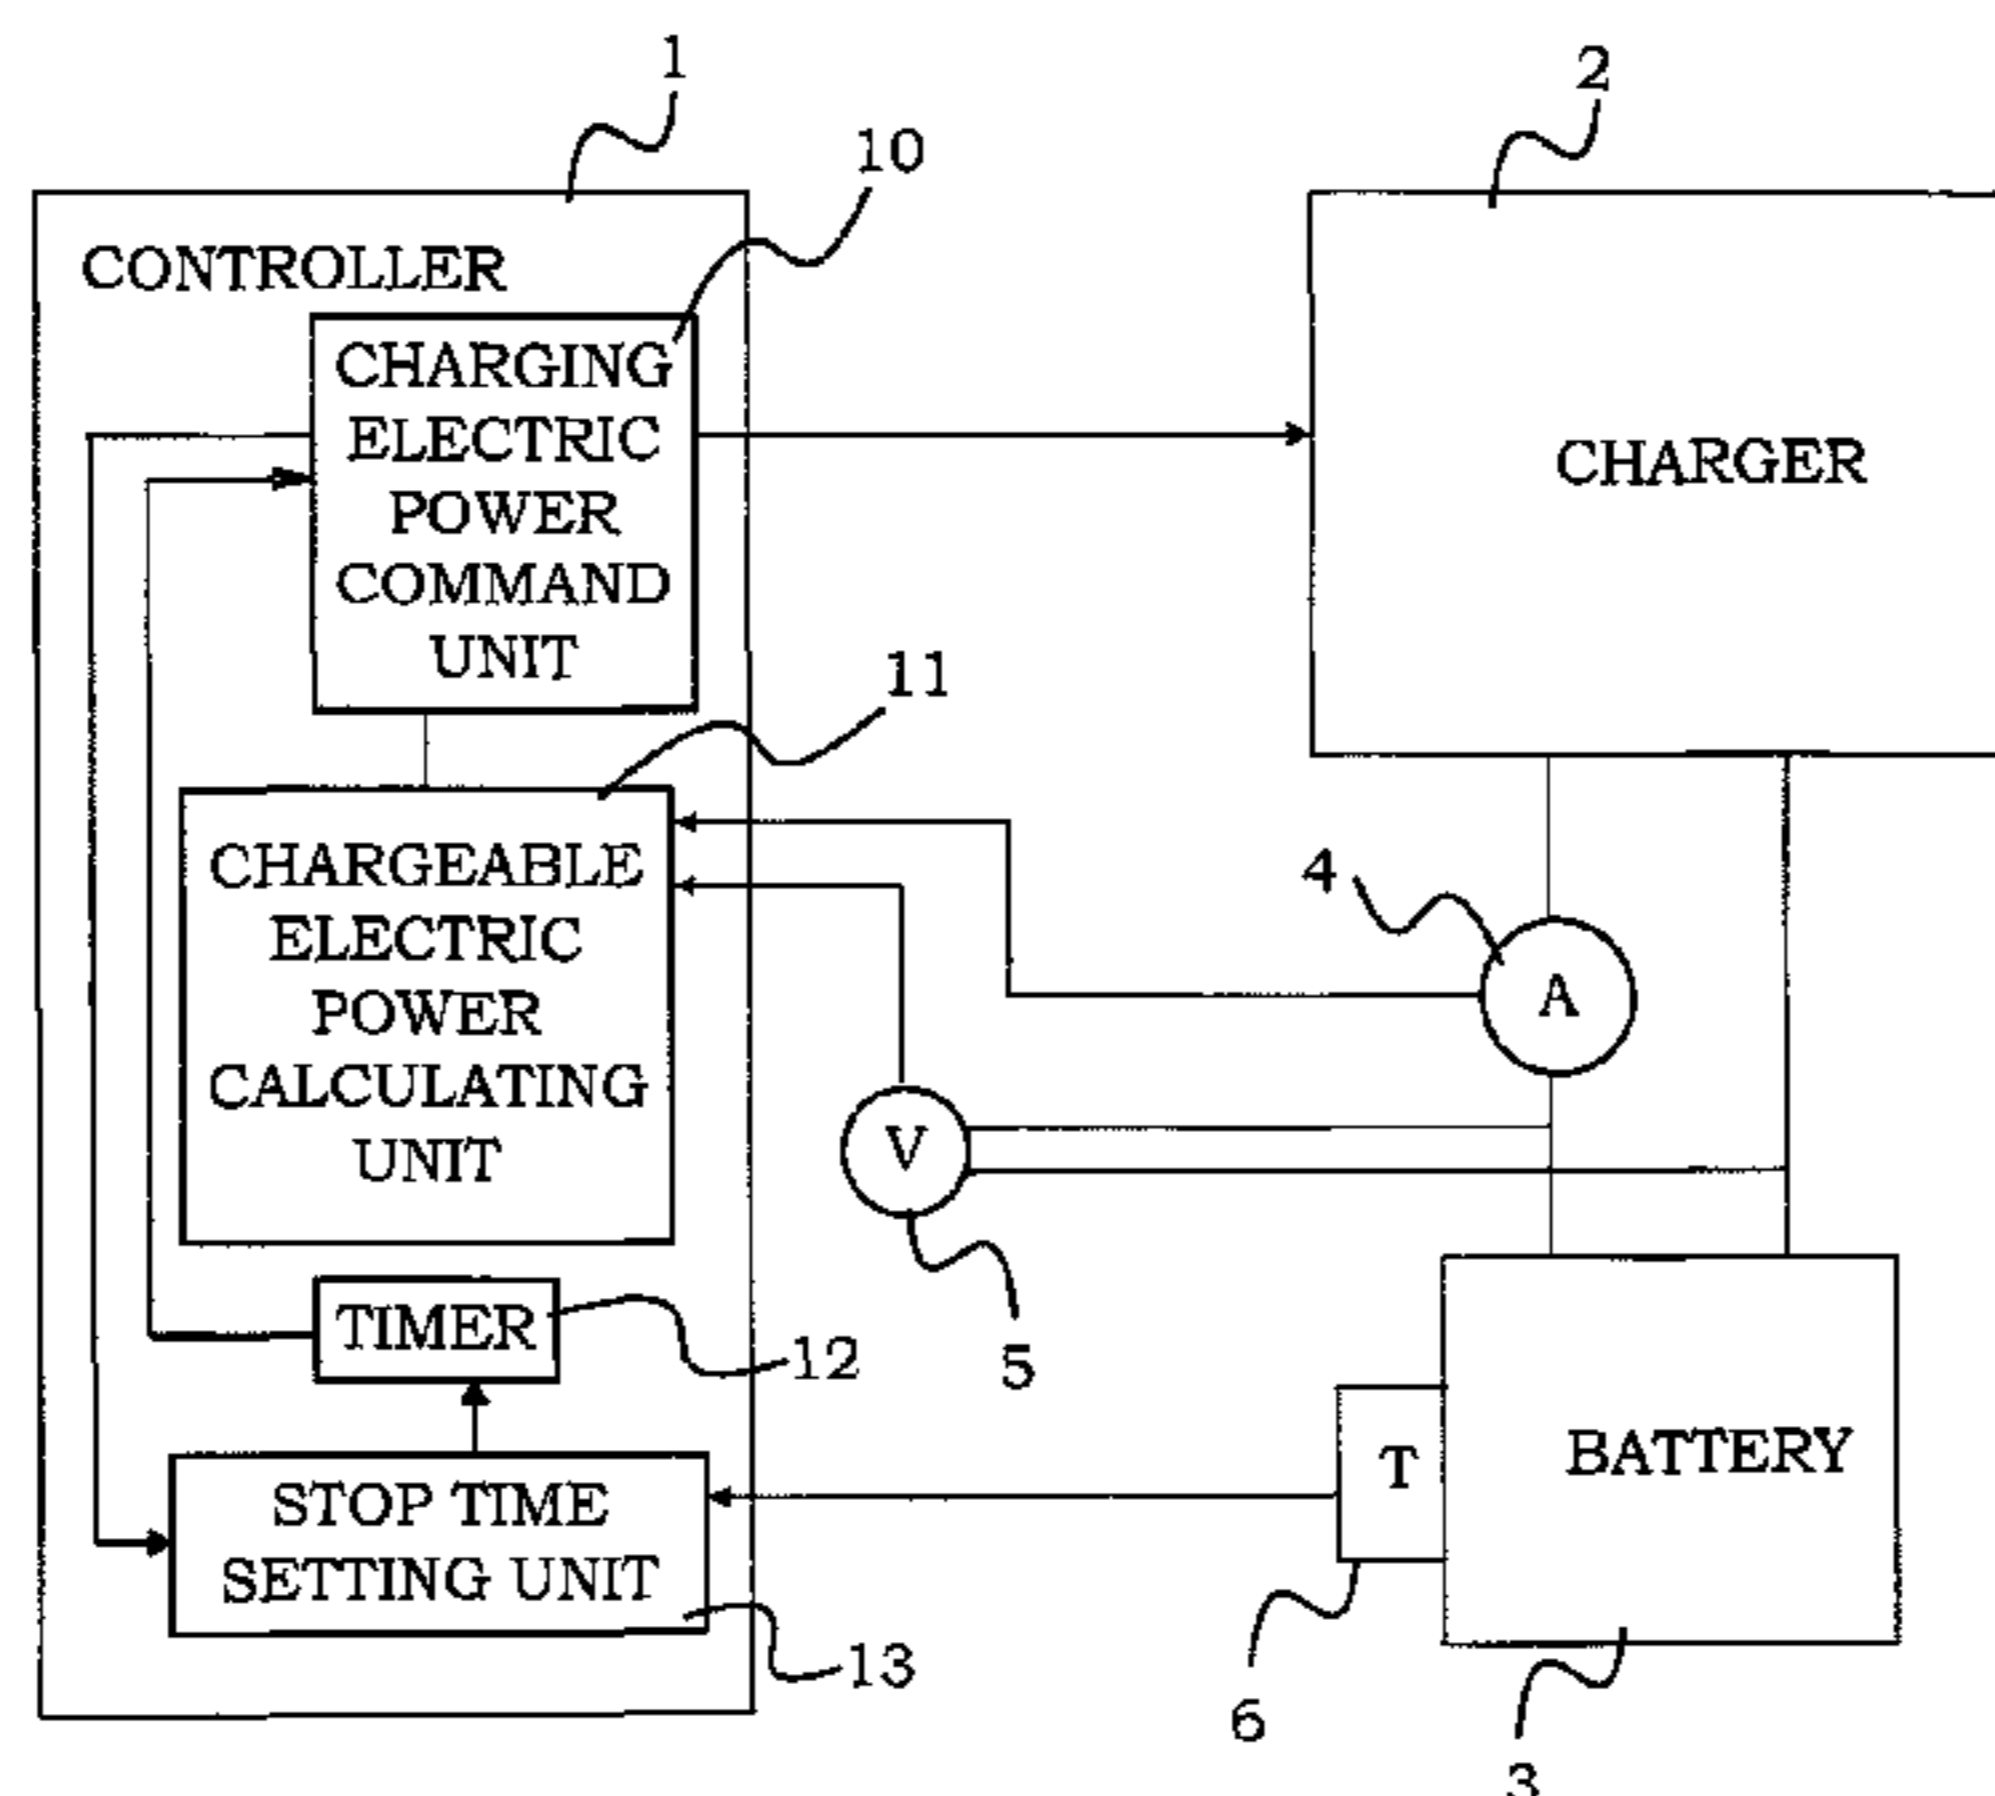 1
2
10
CONTROLLER
CHARGING
ELECTRIC
POWER
COMMAND
UNIT
CHARGER
11
CHARGEABLE
ELECTRIC
POWER
CALCULATING
UNIT
4
A
V
5
TIMER
12
T
BATTERY
STOP TIME
SETTING UNIT
13
6
3